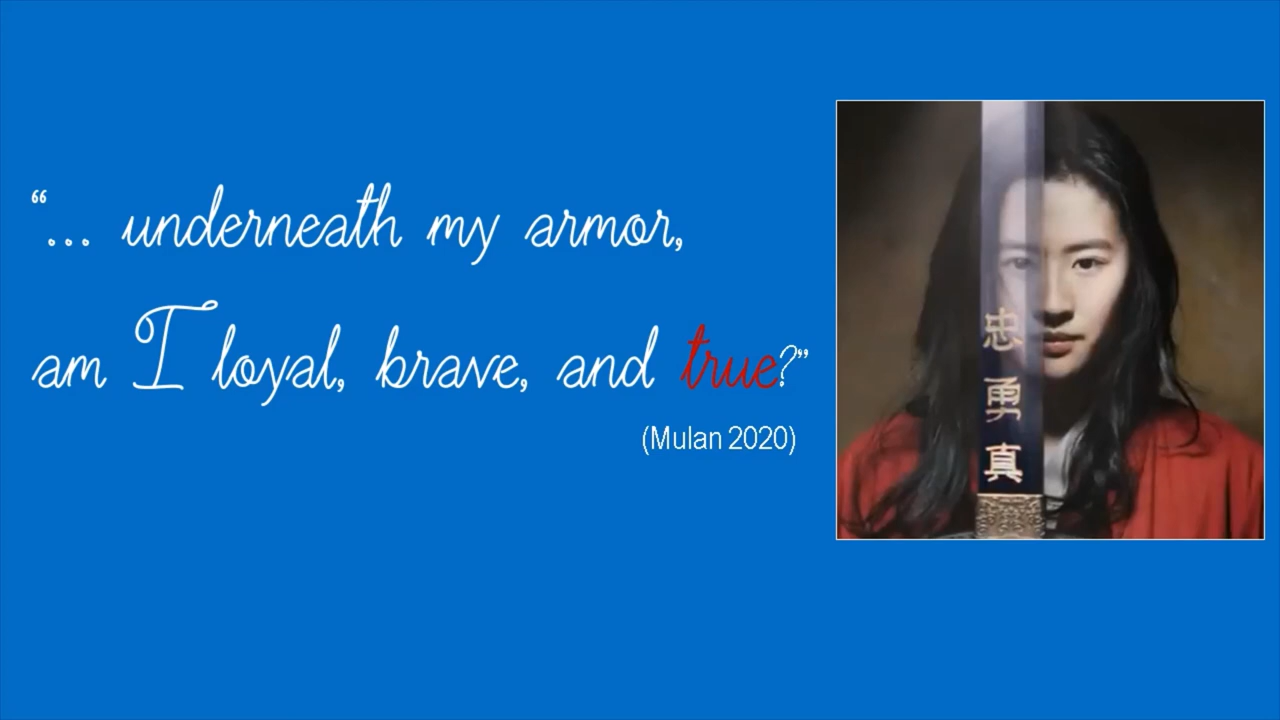 “... underneath my armor,
am I loyal, brave, and true?”
(Mulan 2020)
忠
勇
真